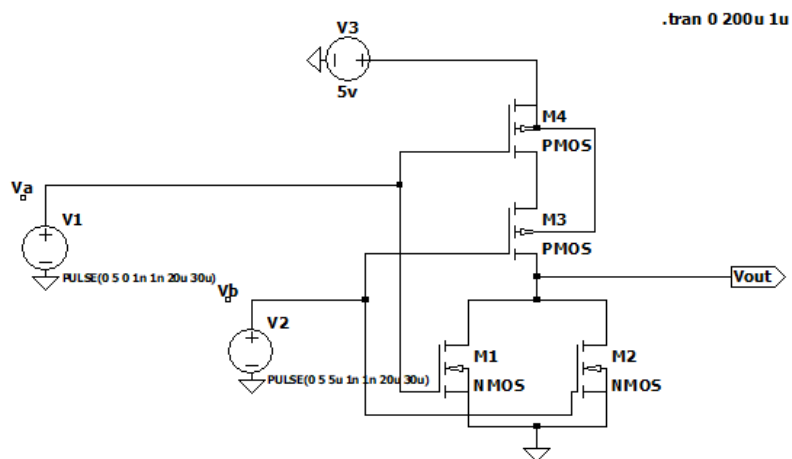 .tran 0 200u 1u
V3
5v
M4
PMOS
Va
V1
M3
PMOS
PULSE(0 5 0 1n 1n 20u 30u)
Vb
Vout
V2
M1
M2
PULSE(0 5 5u 1n 1n 20u 30u)
NMOS
NMOS